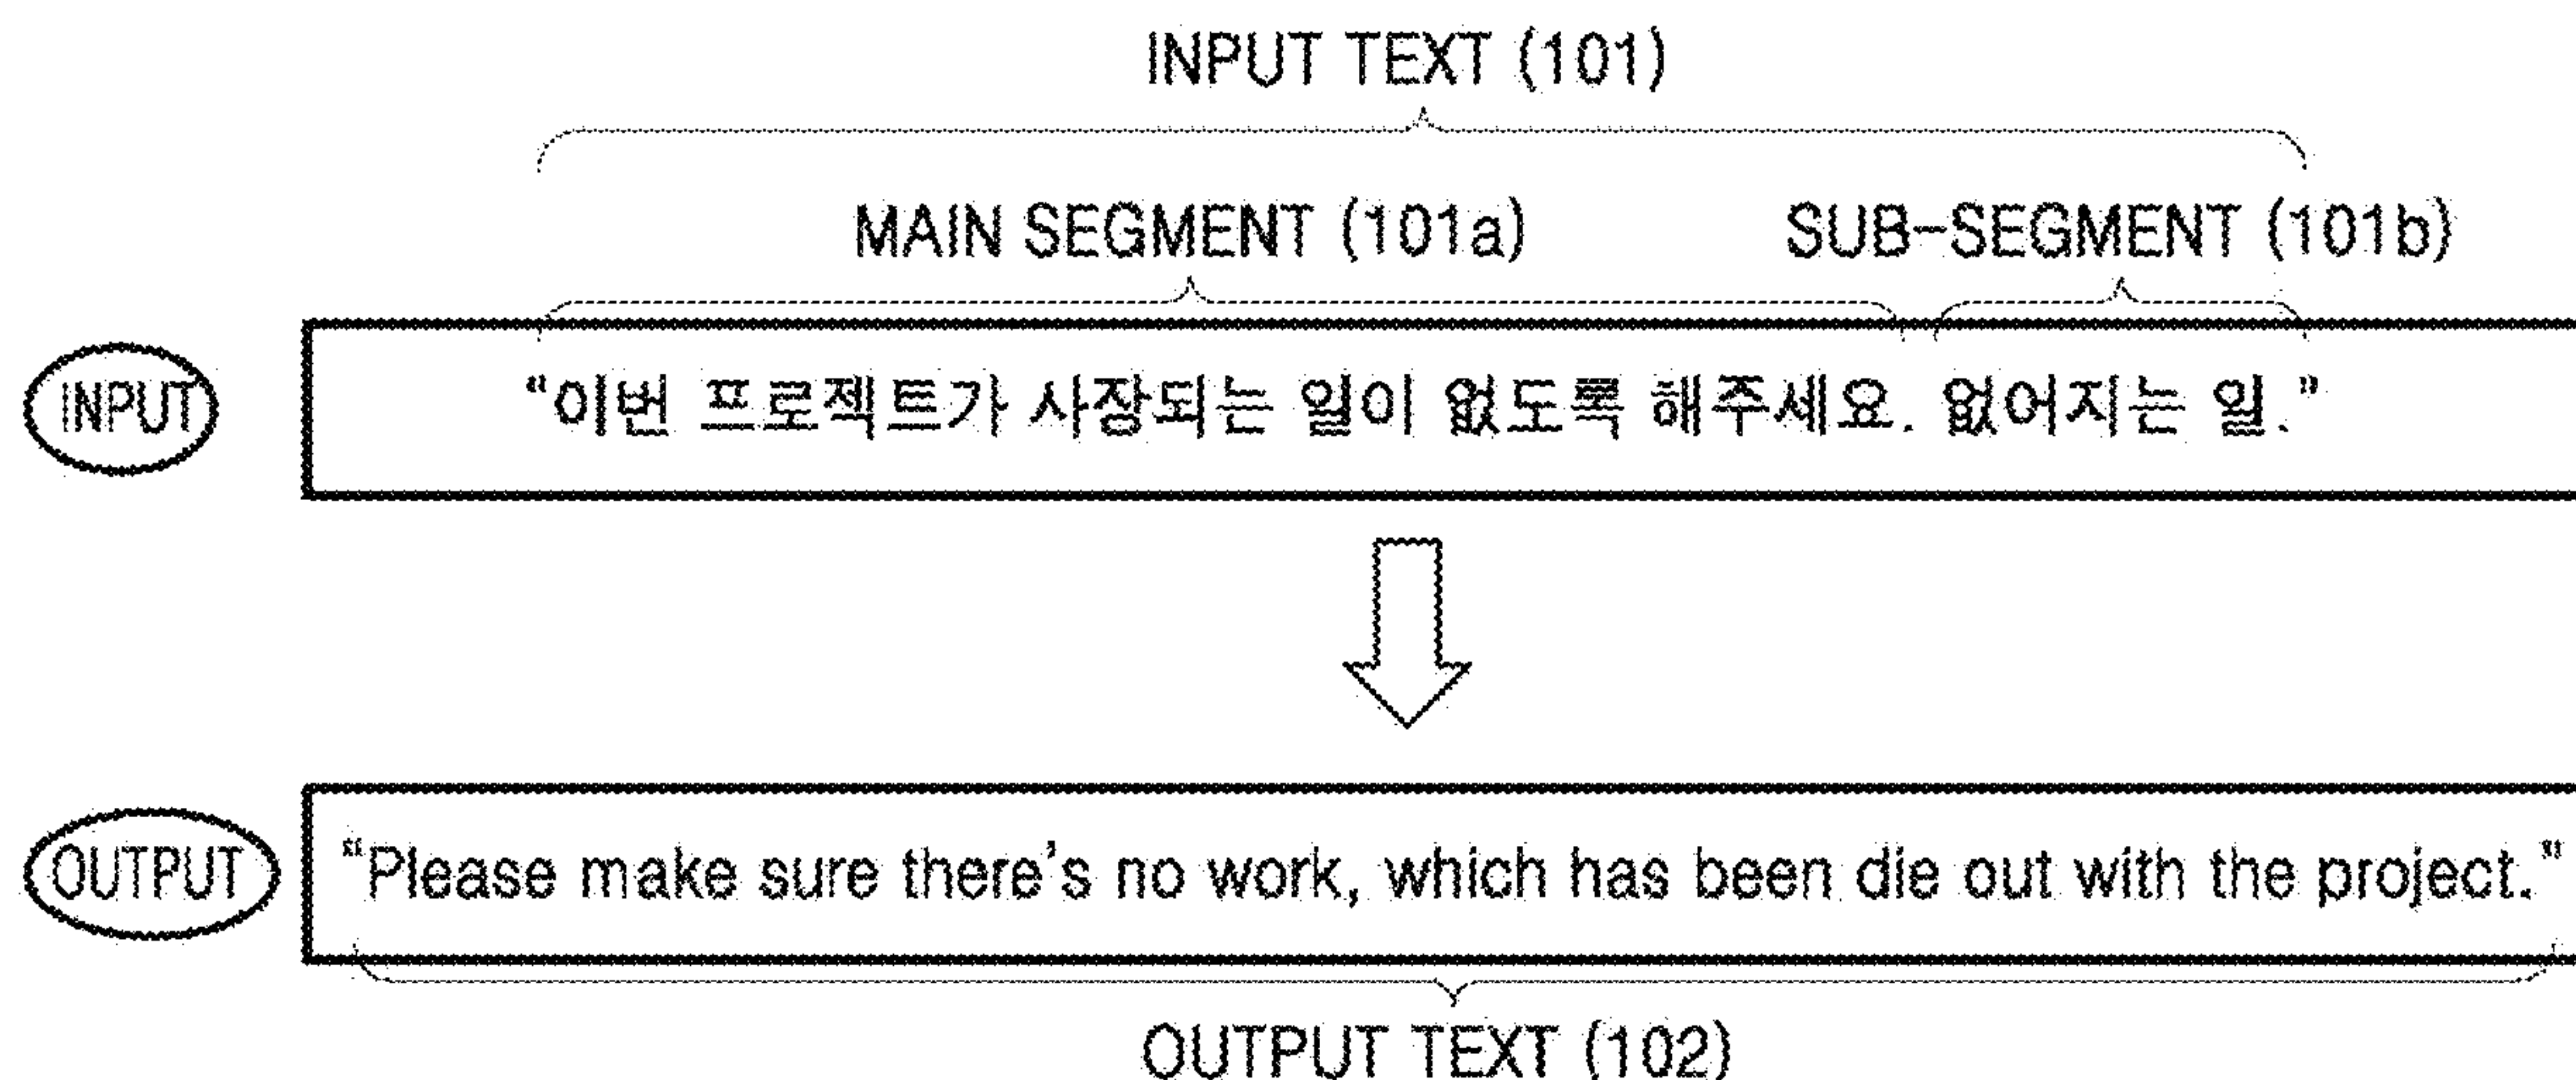 INPUT TEXT (101)
MAIN SEGMENT (101a) SUB-SEGMENT (101b)
INPUT "이번 프로젝트가 사장되는 일이 없도록 해주세요. 없어지는 일."
OUTPUT "Please make sure there's no work, which has been die out with the project."
OUTPUT TEXT (102)